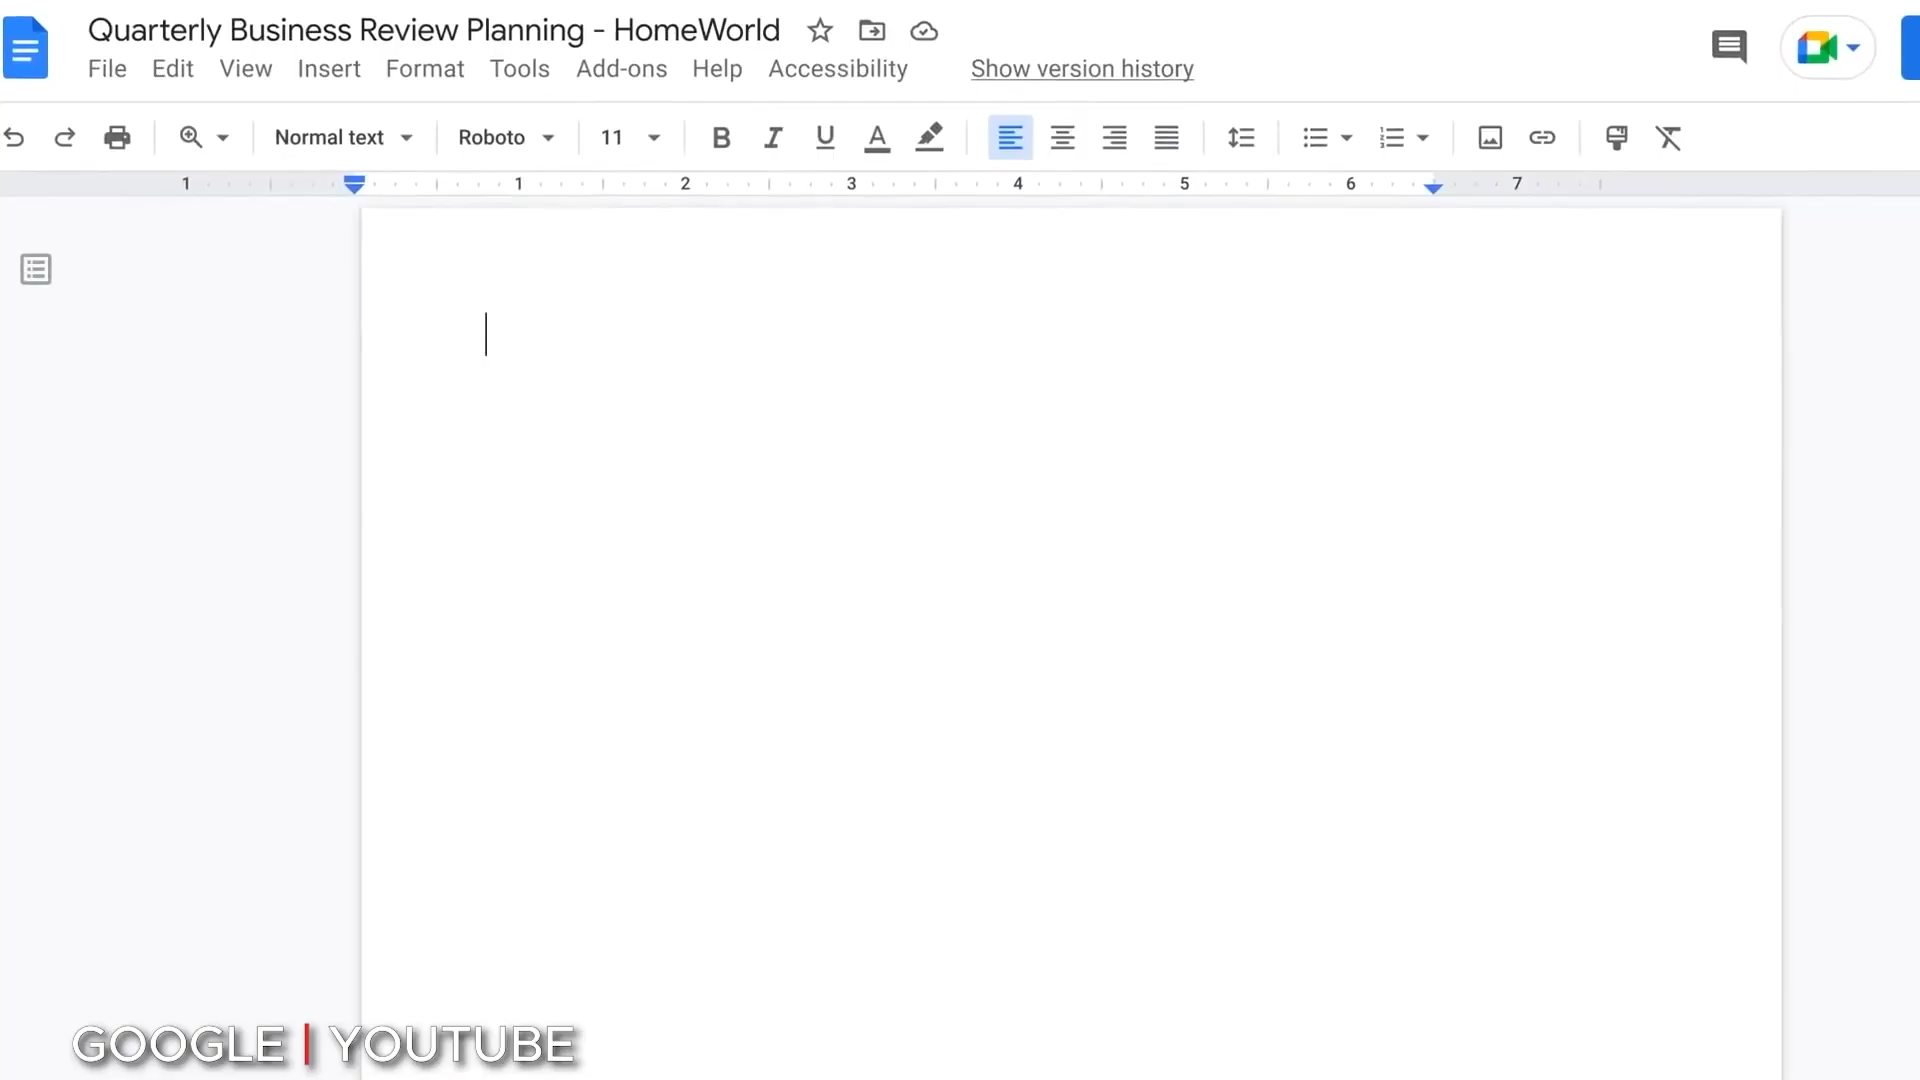 Quarterly Business Review Planning - HomeWorld
File Edit View Insert Format Tools Add-ons Help Accessibility Show version history
Normal text Roboto 11 B I U A
1 1 2 3 4 5 6 7
GOOGLE | YOUTUBE